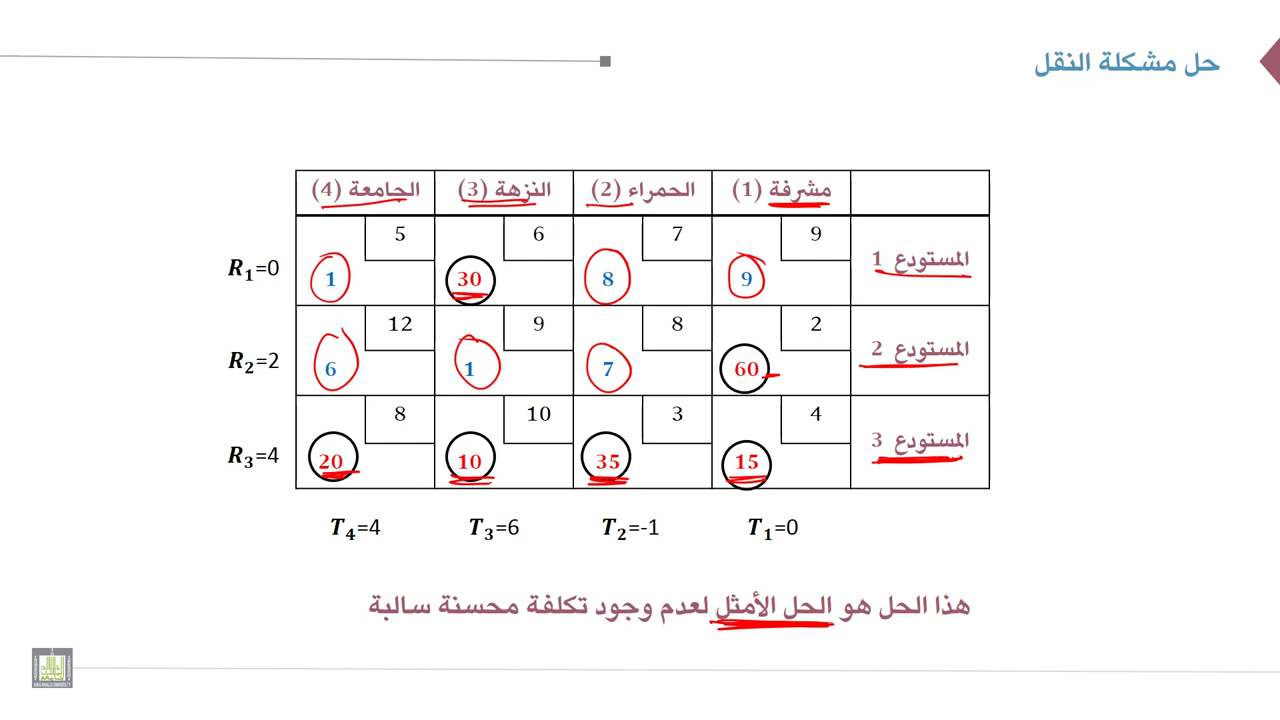 حل مشكلة النقل
مشرفة (1) الحمراء (2) النزهة (3) الجامعة (4)
9 7 6 5
المستودع 1 9 8 30 1 R1=0
2 8 9 12
المستودع 2 60 7 1 6 R2=2
4 3 10 8
المستودع 3 15 35 10 20 R3=4
T1=0 T2=-1 T3=6 T4=4
هذا الحل هو الحل الأمثل لعدم وجود تكلفة محسنة سالبة